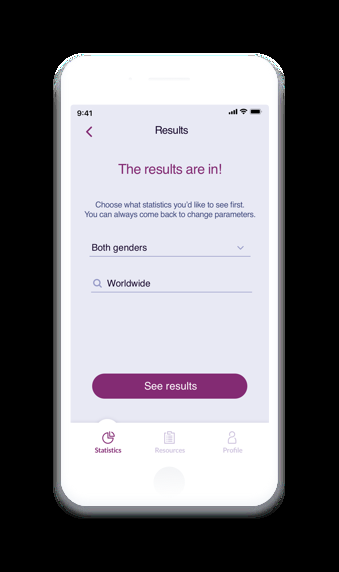 9:41
Results
The results are in!
Choose what statistics you'd like to see first.
You can always come back to change parameters.
Both genders
Worldwide
See results
Statistics
Resources
Profile